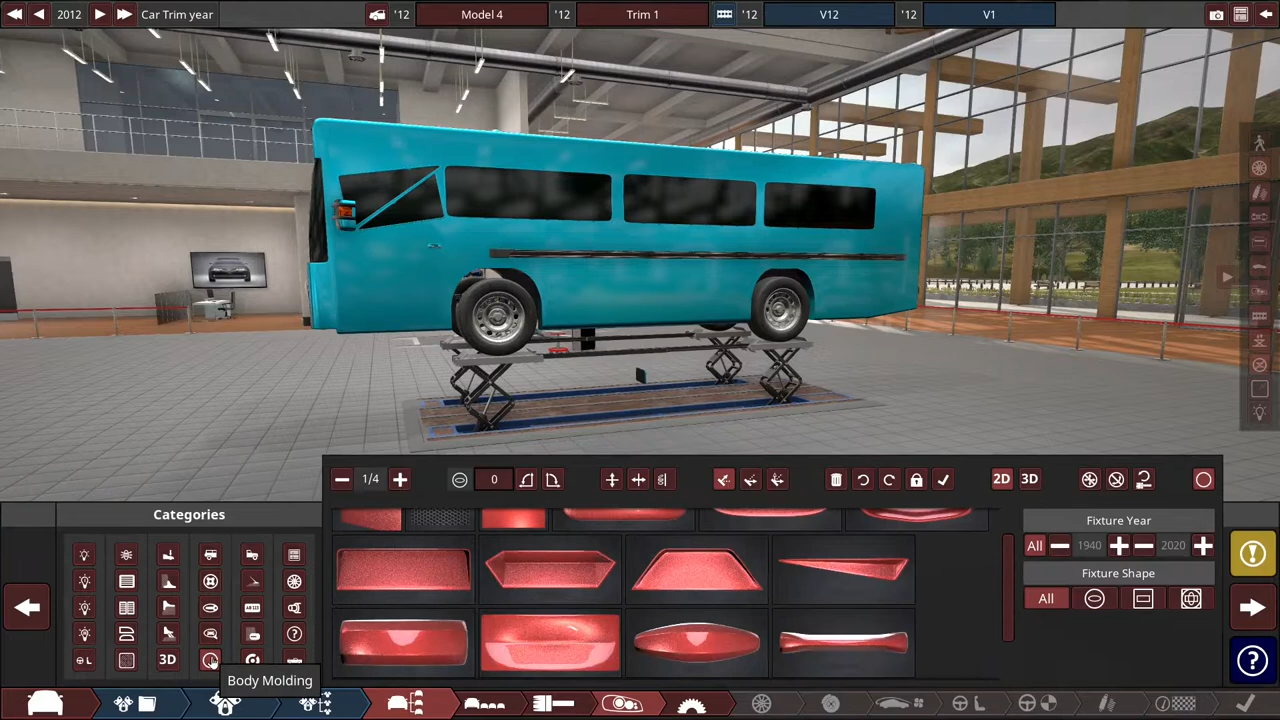 2012 Car Trim year '12 Model 4 '12 Trim 1 '12 V12 '12 V1
1/4 0 2D 3D
Categories
Fixture Year
All 1940 2020
Fixture Shape
All
L 3D
Body Molding